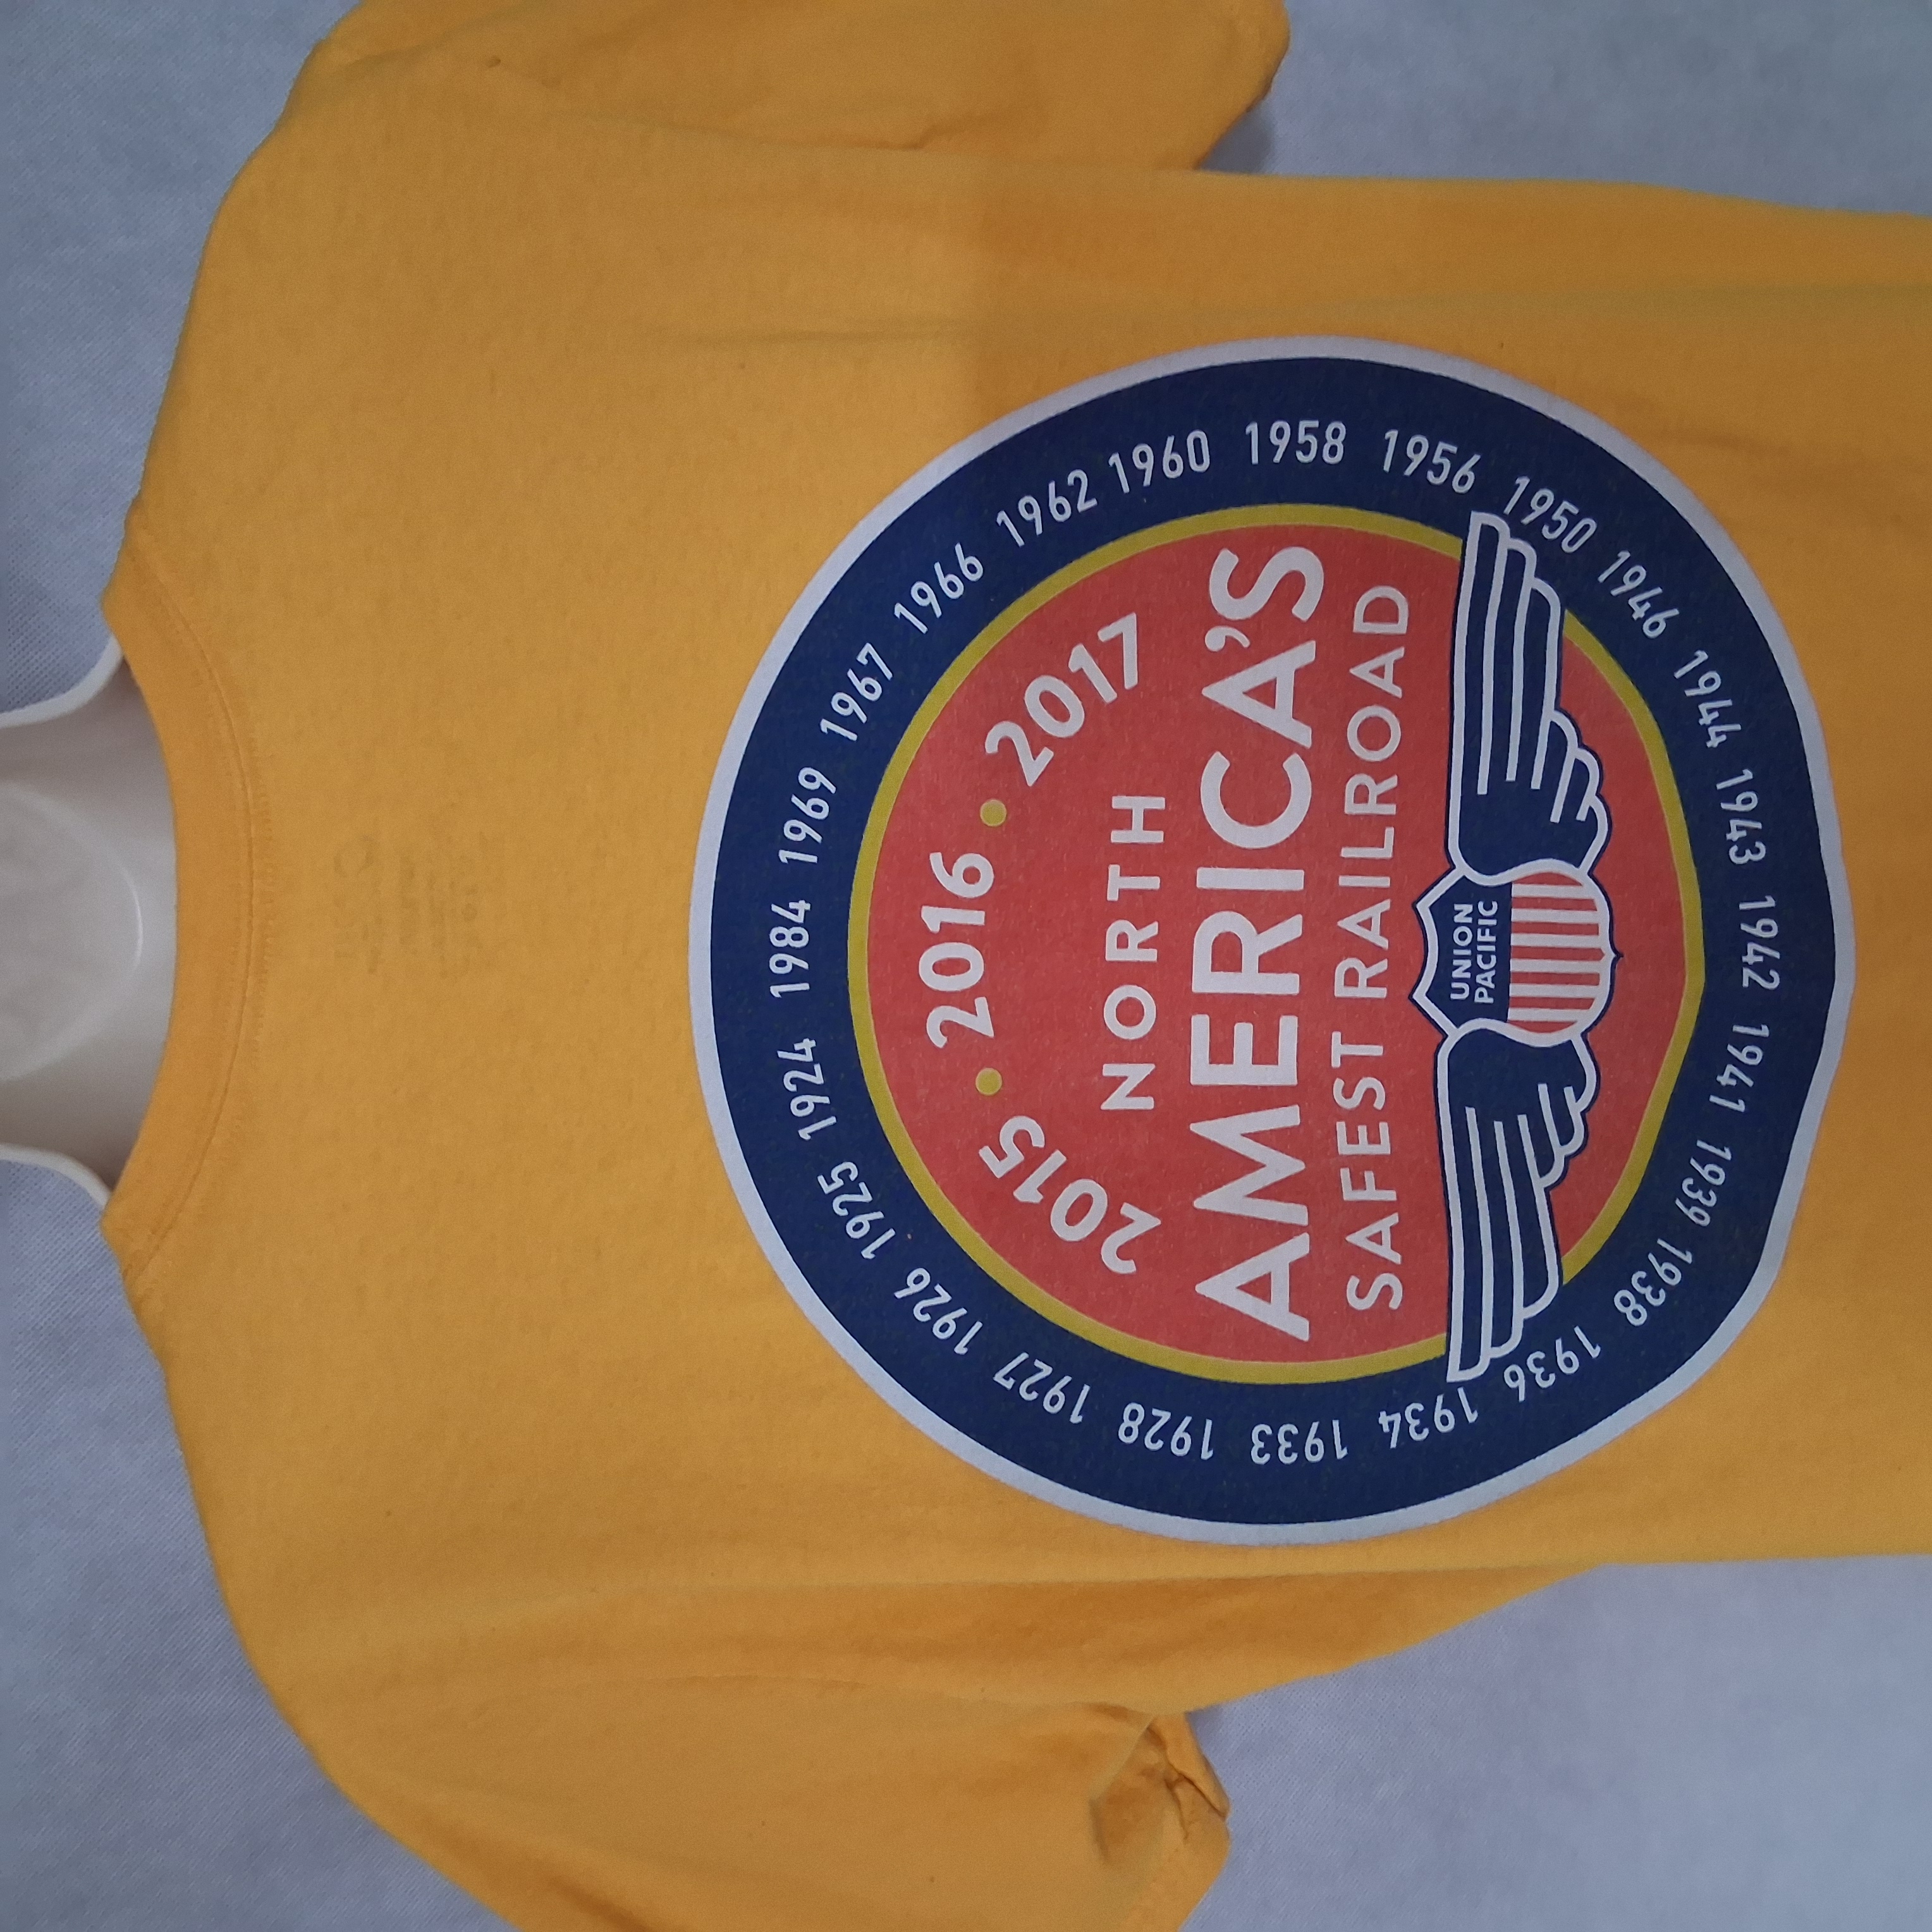 1984 1969 1967 1966 1962 1960 1958 1956 1950 1946 1944 1943 1942 1941 1939 1938 1936 1934 1933 1928 1927 1926 1925 1924
2015 • 2016 • 2017
NORTH
AMERICA'S
SAFEST RAILROAD
UNION
PACIFIC